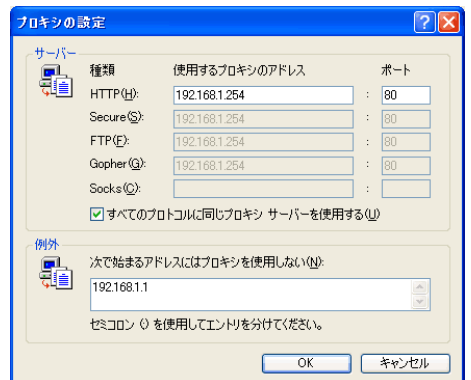 プロキシの設定
サーバー
種類 使用するプロキシのアドレス ポート
HTTP(H): 192.168.1.254 : 80
Secure(S): 192.168.1.254 : 80
FTP(F): 192.168.1.254 : 80
Gopher(G): 192.168.1.254 : 80
Socks(C): :
すべてのプロトコルに同じプロキシ サーバーを使用する(U)
例外
次で始まるアドレスにはプロキシを使用しない(N):
192.168.1.1
セミコロン (;) を使用してエントリを分けてください。
OK キャンセル